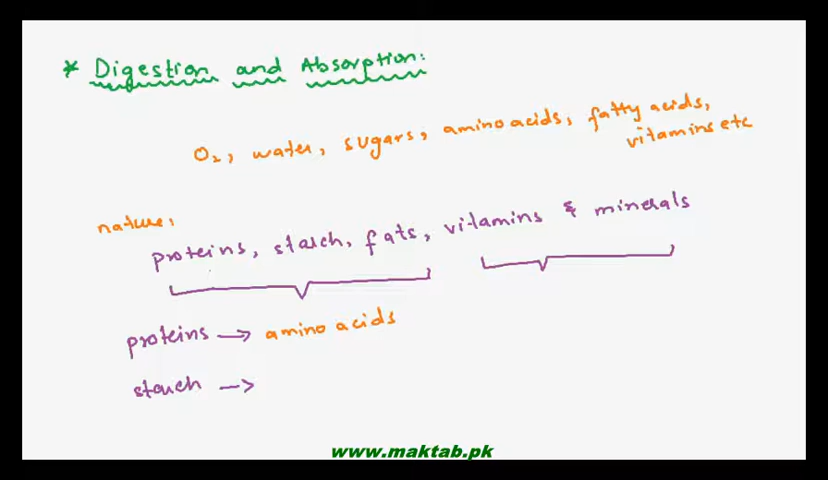 * Digestion and Absorption:
O₂, water, sugars, amino acids, fatty acids,
vitamins etc
nature:
proteins, starch, fats, vitamins & minerals
proteins → amino acids
starch →
www.maktab.pk